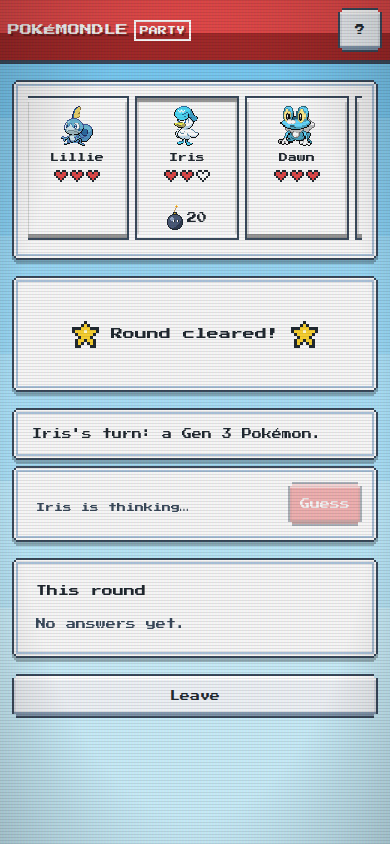 POKéMONDLE PARTY
?
Lillie
Iris
Dawn
20
Round cleared!
Iris's turn: a Gen 3 Pokémon.
Iris is thinking…
Guess
This round
No answers yet.
Leave